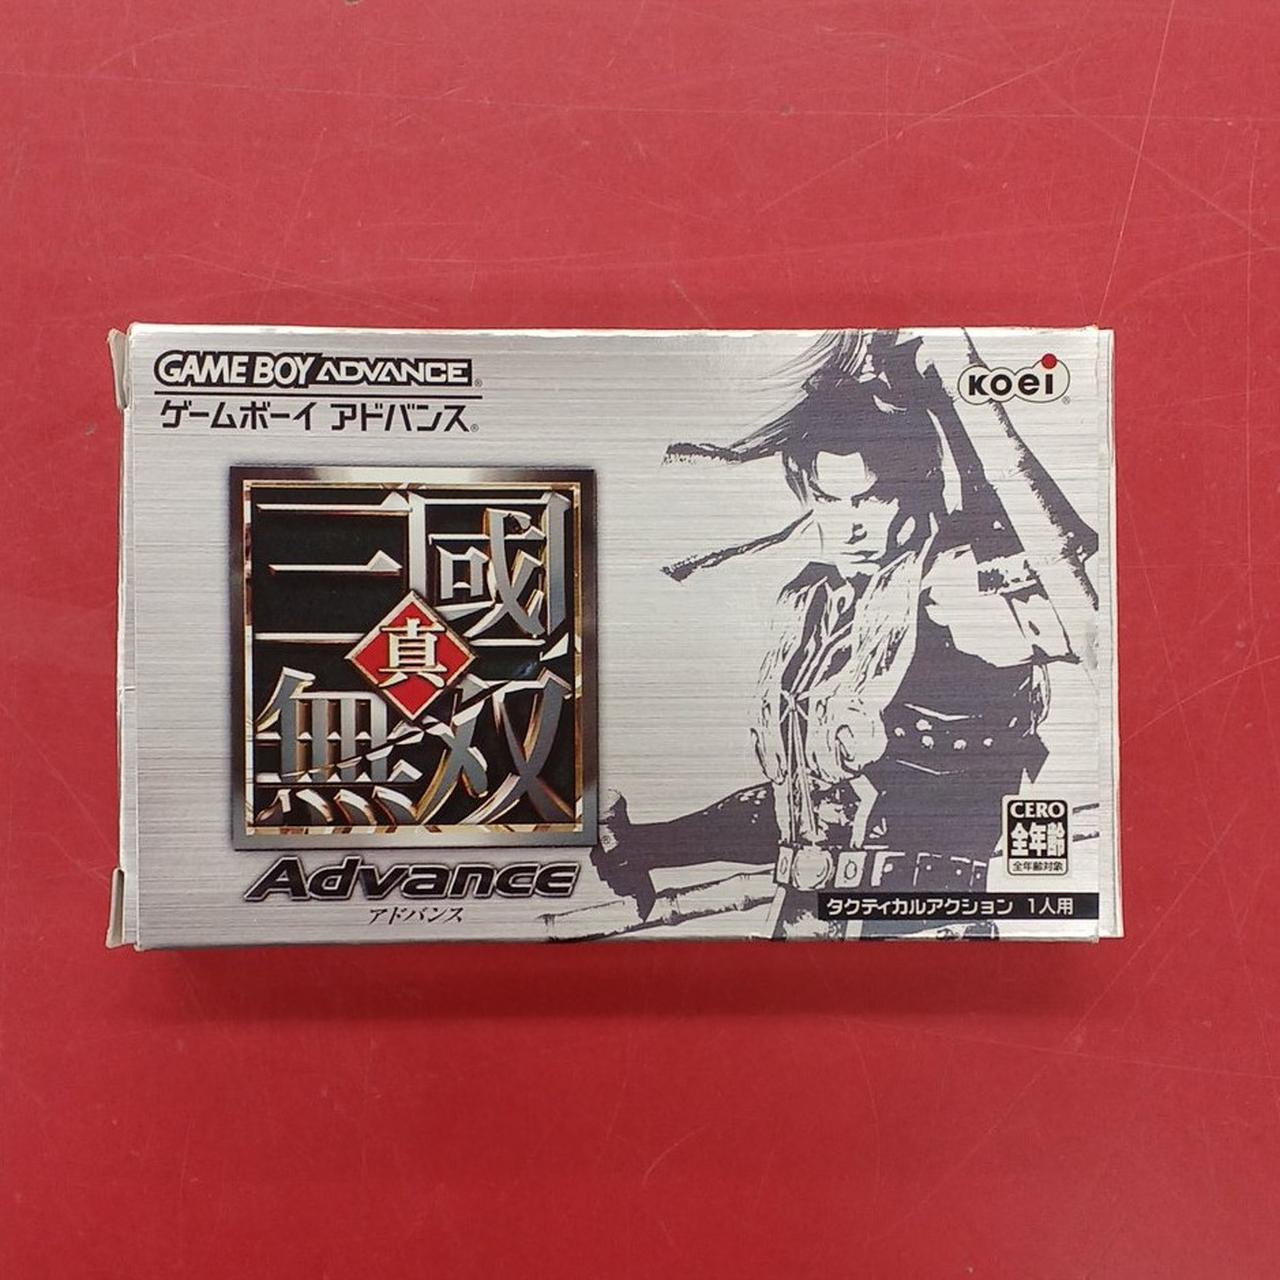 GAME BOY ADVANCE®
ゲームボーイ アドバンス®
KOEI®
真・三國無双
Advance
アドバンス
CERO
全年齢
全年齢対象
タクティカルアクション 1人用